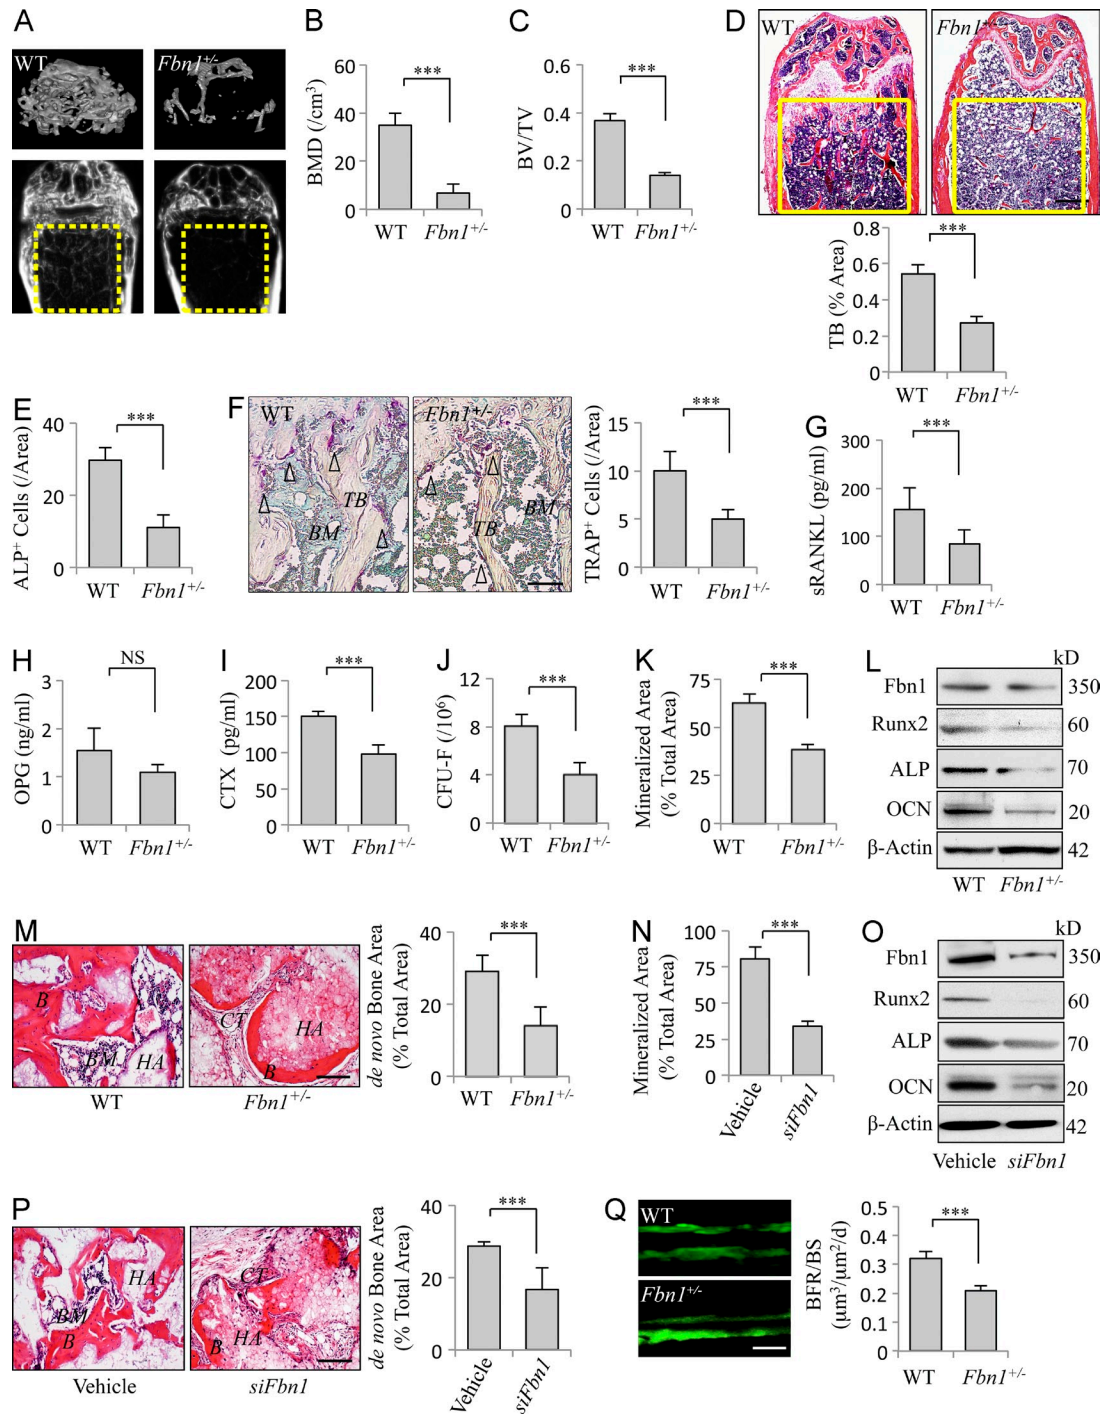 A
WT
Fbn1+/-
B
BMD (/cm3)
60
40
20
0
***
WT
Fbn1+/-
C
BV/TV
0.6
0.4
0.2
0
***
WT
Fbn1+/-
D
WT
Fbn1+/-
TB (% Area)
0.8
0.6
0.4
0.2
0
***
WT
Fbn1+/-
E
ALP+ Cells (/Area)
40
20
0
***
WT
Fbn1+/-
F
WT
TB
BM
Fbn1+/-
BM
TB
TRAP+ Cells (/Area)
15
10
5
0
***
WT
Fbn1+/-
G
sRANKL (pg/ml)
300
200
100
0
***
WT
Fbn1+/-
H
OPG (ng/ml)
3
2
1
0
NS
WT
Fbn1+/-
I
CTX (pg/ml)
200
150
100
50
0
***
WT
Fbn1+/-
J
CFU-F (/10⁶)
12
9
6
3
0
***
WT
Fbn1+/-
K
Mineralized Area
(% Total Area)
75
50
25
0
***
WT
Fbn1+/-
L
kD
Fbn1 350
Runx2 60
ALP 70
OCN 20
β-Actin 42
WT Fbn1+/-
M
B
BM
HA
WT
CT
HA
B
Fbn1+/-
de novo Bone Area
(% Total Area)
40
20
0
***
WT
Fbn1+/-
N
Mineralized Area
(% Total Area)
100
75
50
25
0
***
Vehicle
siFbn1
O
kD
Fbn1 350
Runx2 60
ALP 70
OCN 20
β-Actin 42
Vehicle siFbn1
P
HA
BM
B
Vehicle
CT
B
HA
siFbn1
de novo Bone Area
(% Total Area)
40
20
0
***
Vehicle
siFbn1
Q
WT
Fbn1+/-
BFR/BS
(μm3/μm2/d)
0.5
0.4
0.3
0.2
0.1
0
***
WT
Fbn1+/-